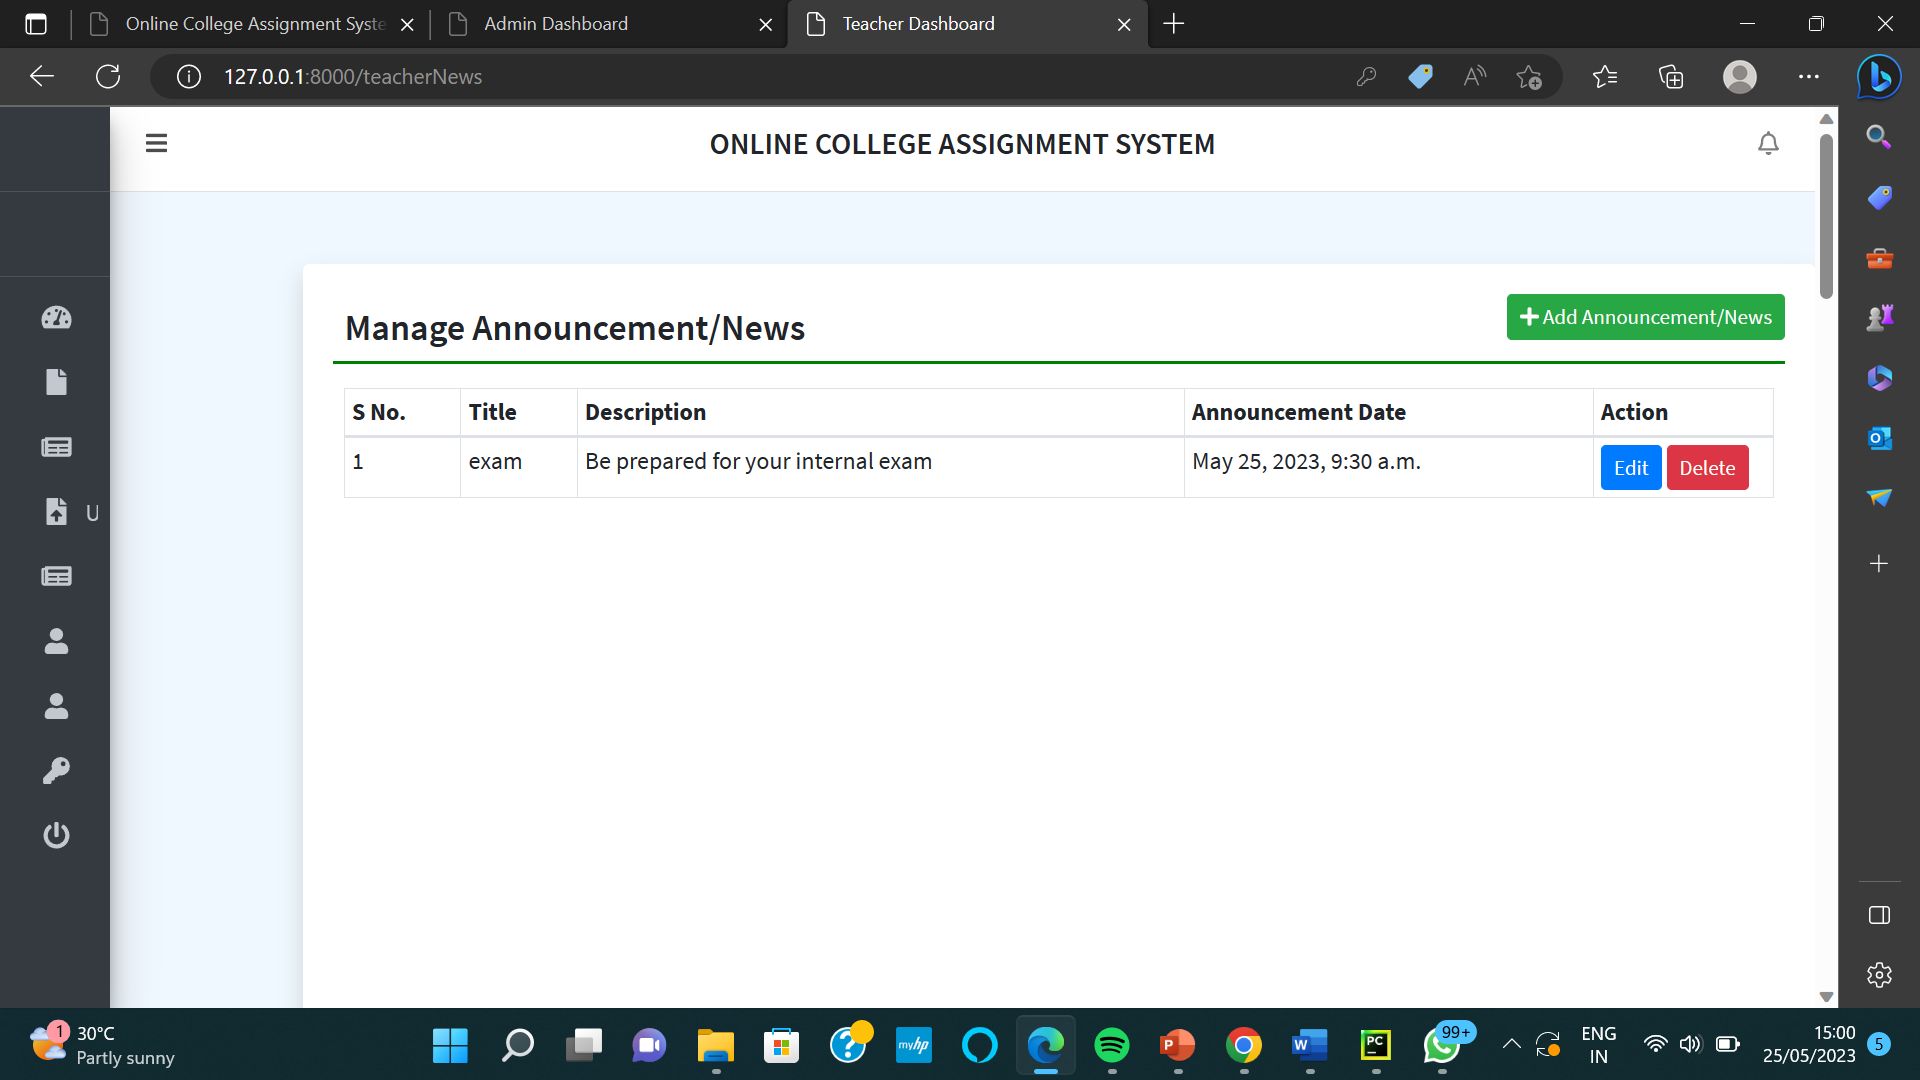 Online College Assignment Syste
Admin Dashboard
Teacher Dashboard
127.0.0.1:8000/teacherNews
ONLINE COLLEGE ASSIGNMENT SYSTEM
Manage Announcement/News
Add Announcement/News
S No. Title Description Announcement Date Action
1 exam Be prepared for your internal exam May 25, 2023, 9:30 a.m. Edit Delete
U
1
30°C
Partly sunny
myhp
P
W
PC
99+
ENG
IN
15:00
25/05/2023
5